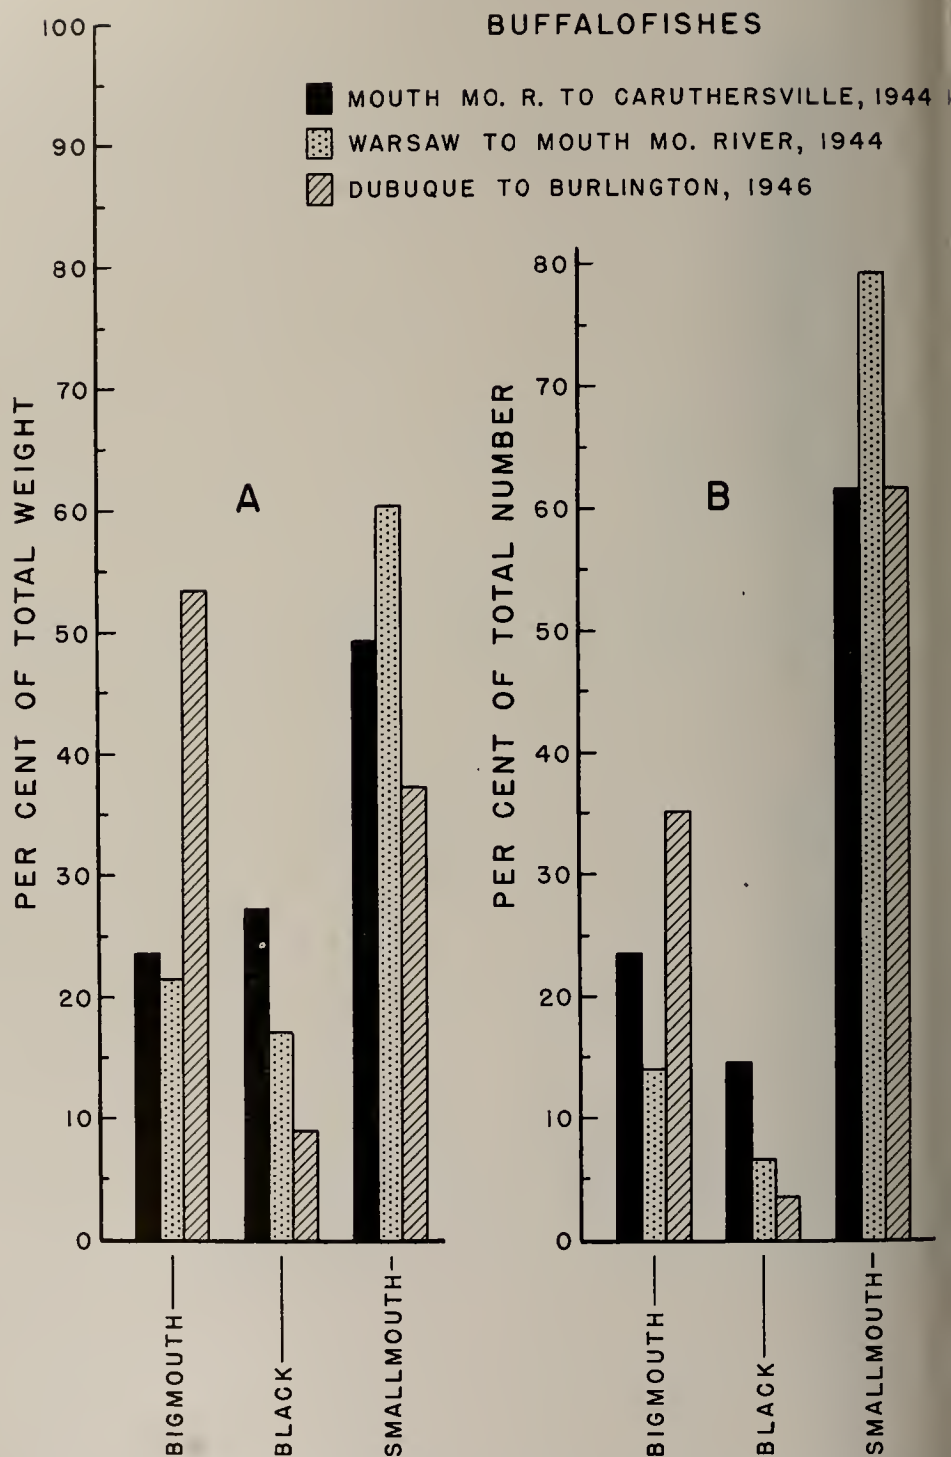 BUFFALOFISHES
MOUTH MO. R. TO CARUTHERSVILLE, 1944
WARSAW TO MOUTH MO. RIVER, 1944
DUBUQUE TO BURLINGTON, 1946
PER CENT OF TOTAL WEIGHT
100
90
80
70
60
50
40
30
20
10
0
A
BIGMOUTH
BLACK
SMALLMOUTH
PER CENT OF TOTAL NUMBER
80
70
60
50
40
30
20
10
0
B
BIGMOUTH
BLACK
SMALLMOUTH